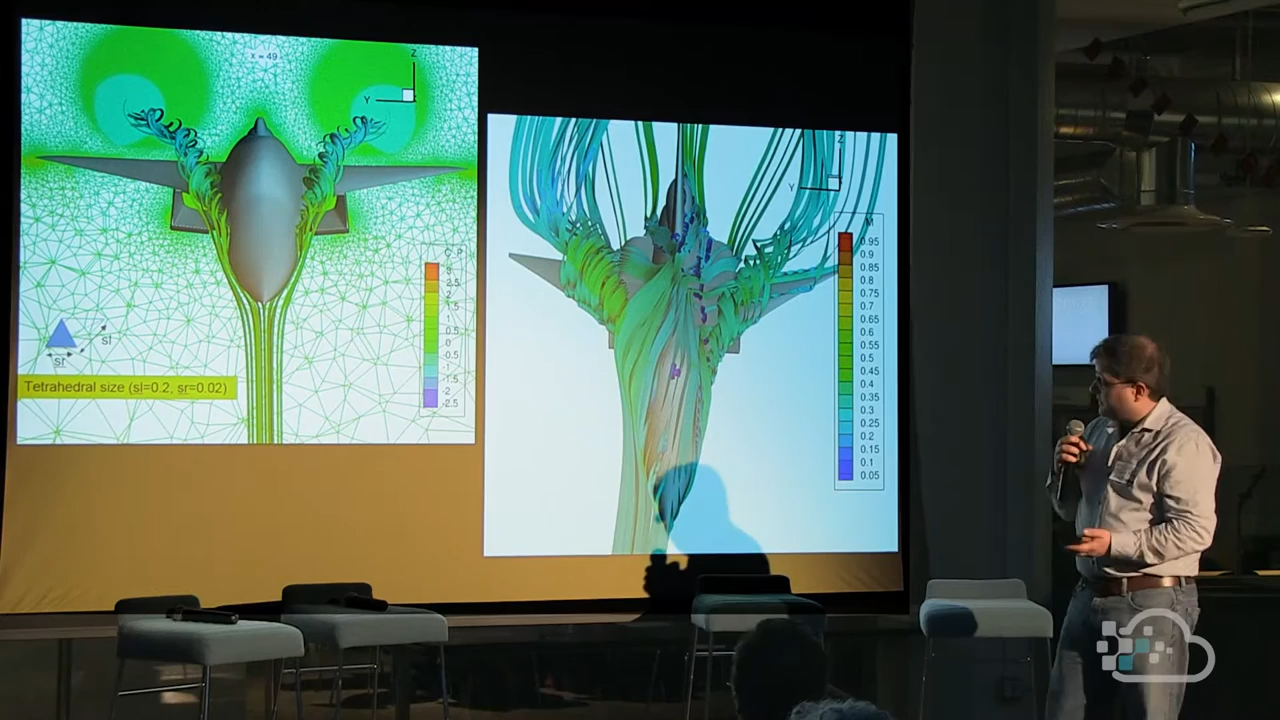 x = 49
Z
Y
sl
sr
Tetrahedral size (sl=0.2, sr=0.02)
C_P
2.5
1.5
1
0.5
0
-0.5
-1
-1.5
-2
-2.5
Z
Y
M
0.95
0.9
0.85
0.8
0.75
0.7
0.65
0.6
0.55
0.5
0.45
0.4
0.35
0.3
0.25
0.2
0.15
0.1
0.05